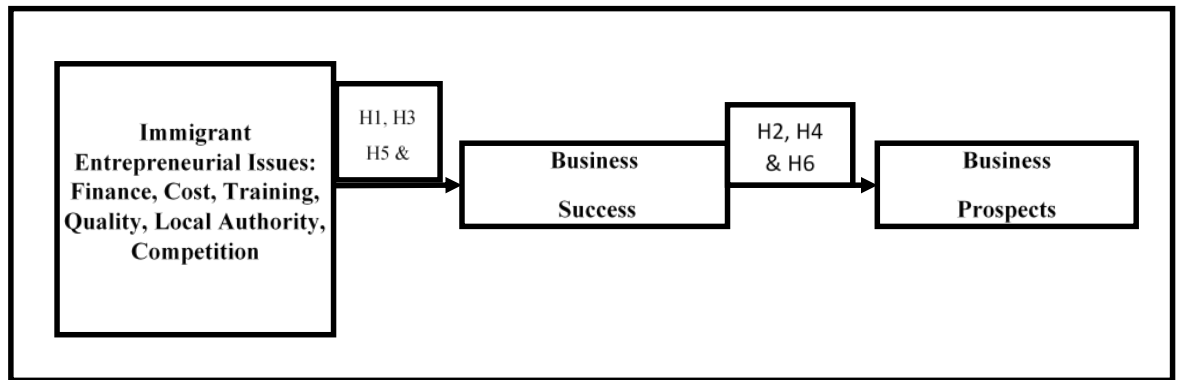 Immigrant
Entrepreneurial Issues:
Finance, Cost, Training,
Quality, Local Authority,
Competition
H1, H3
H5 &
Business
Success
H2, H4
& H6
Business
Prospects